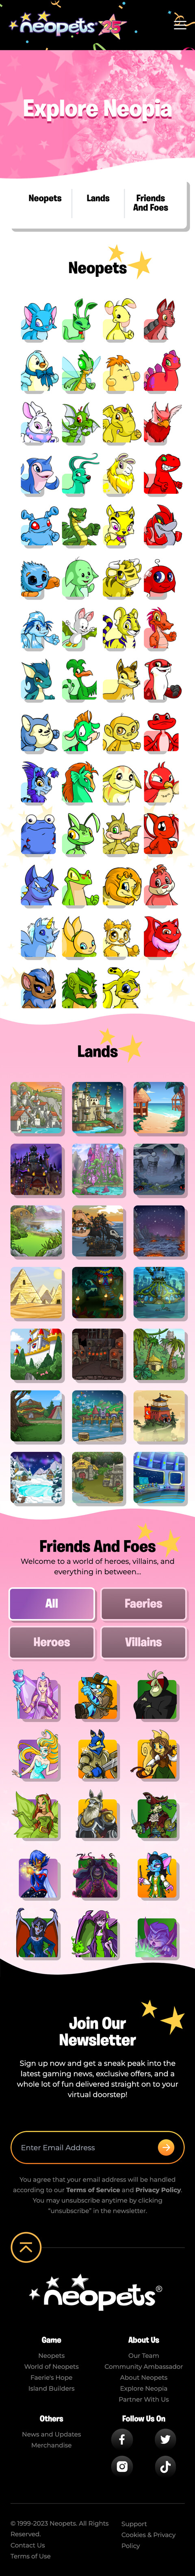 neopets 25
Explore Neopia
Neopets
Lands
Friends
And Foes
Neopets
Lands
Friends And Foes
Welcome to a world of heroes, villains, and
everything in between...
All
Faeries
Heroes
Villains
Join Our
Newsletter
Sign up now and get a sneak peek into the
latest gaming news, exclusive offers, and a
whole lot of fun delivered straight on to your
virtual doorstep!
Enter Email Address
You agree that your email address will be handled
according to our Terms of Service and Privacy Policy.
You may unsubscribe anytime by clicking
“unsubscribe” in the newsletter.
neopets®
Game
Neopets
World of Neopets
Faerie's Hope
Island Builders
About Us
Our Team
Community Ambassador
About Neopets
Explore Neopia
Partner With Us
Others
News and Updates
Merchandise
Follow Us On
© 1999-2023 Neopets. All Rights
Reserved.
Contact Us
Terms of Use
Support
Cookies & Privacy
Policy